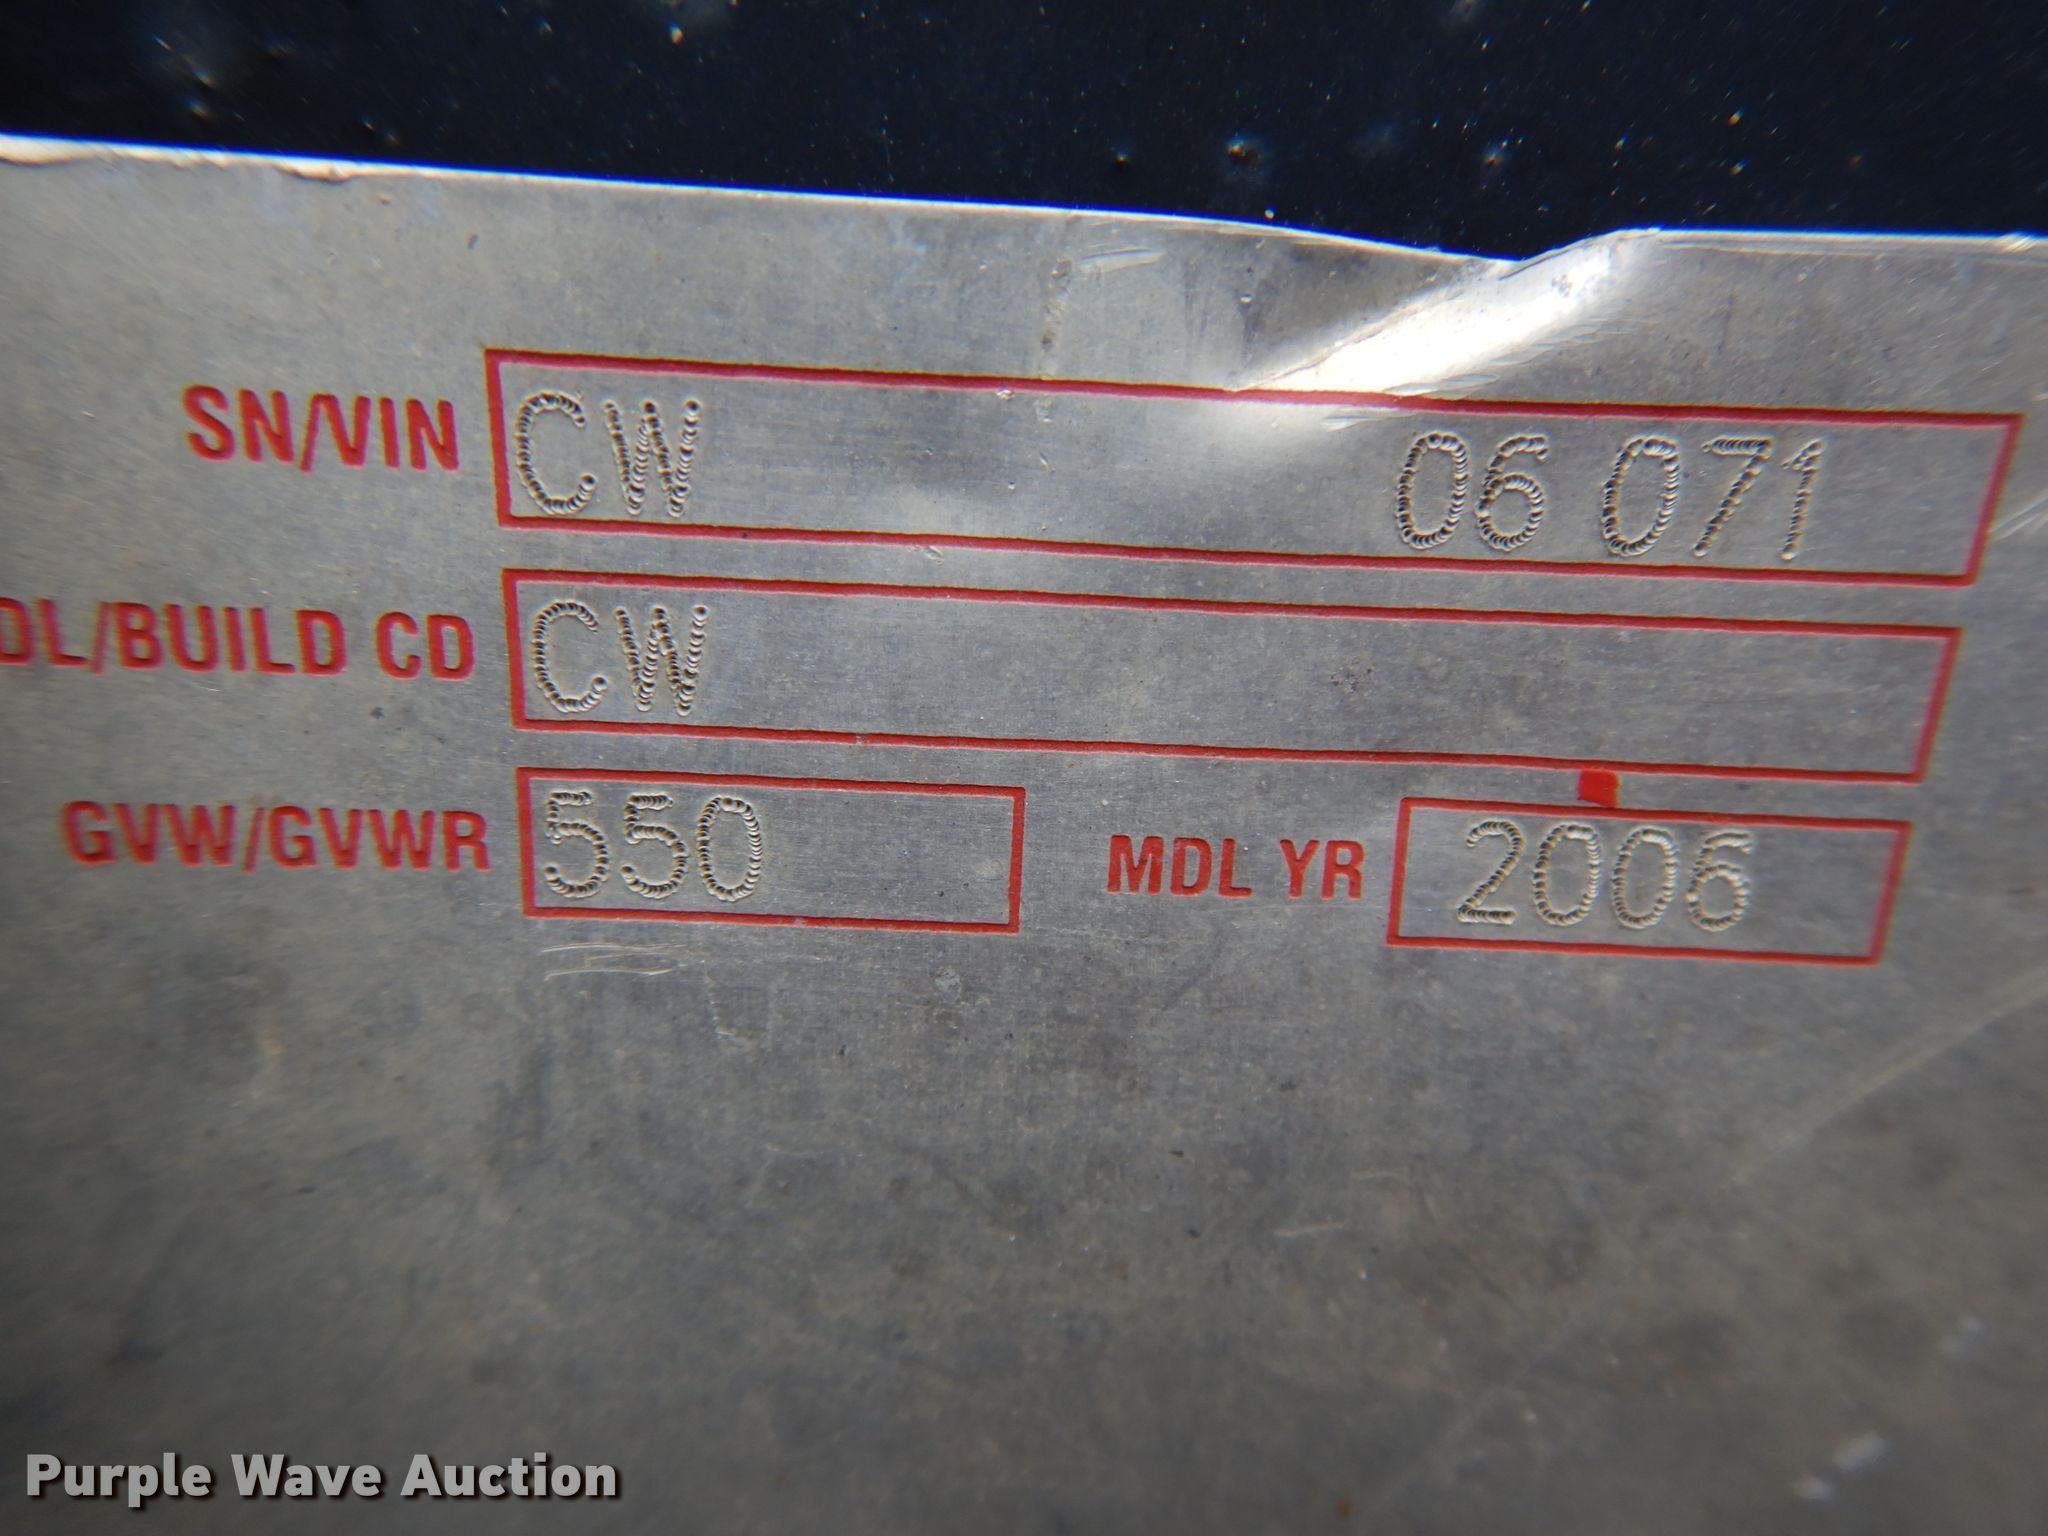 SN/VIN CW 06 071
DL/BUILD CD CW
GVW/GVWR 550 MDL YR 2006
Purple Wave Auction